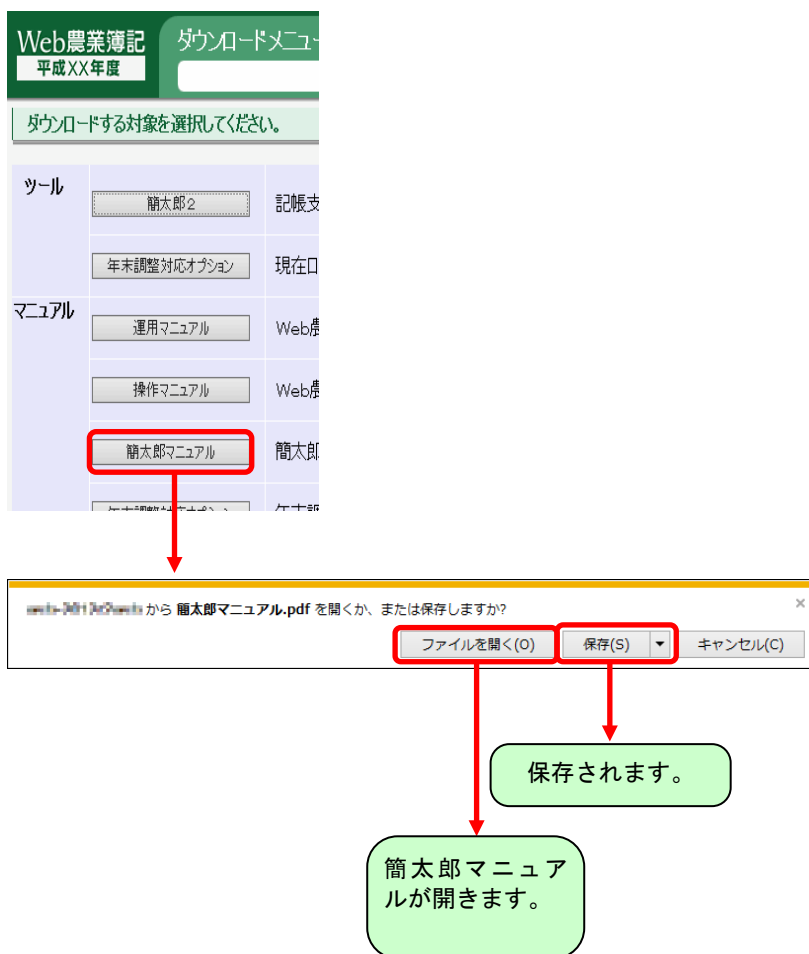 Web農業簿記
平成XX年度
ダウンロードメニュー
ダウンロードする対象を選択してください。
ツール
簡太郎2
記帳支
年末調整対応オプション
現在ロ
マニュアル
運用マニュアル
Web農
操作マニュアル
Web農
簡太郎マニュアル
簡太郎
から 簡太郎マニュアル.pdf を開くか、または保存しますか?
×
ファイルを開く(O)
保存(S)
キャンセル(C)
保存されます。
簡太郎マニュア
ルが開きます。